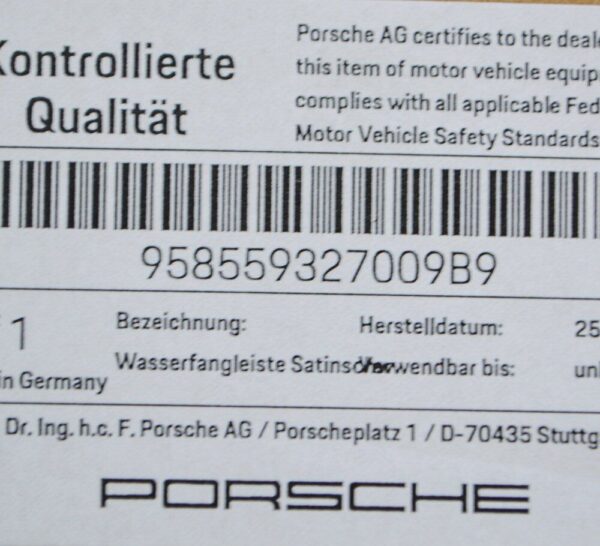 Kontrollierte
Qualität
Porsche AG certifies to the deale
this item of motor vehicle equip
complies with all applicable Fed
Motor Vehicle Safety Standards
958559327009B9
1
Bezeichnung:
Herstelldatum:
25
Wasserfangleiste
Verwendbar bis:
in Germany
Dr. Ing. h.c. F. Porsche AG / Porscheplatz 1 / D-70435 Stuttg
PORSCHE